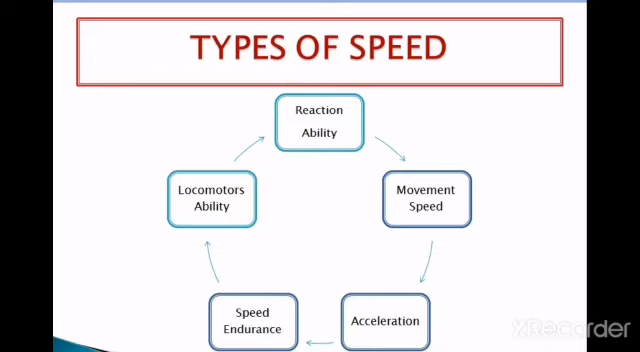 TYPES OF SPEED
Reaction
Ability
Movement
Speed
Acceleration
Speed
Endurance
Locomotors
Ability
XRecorder